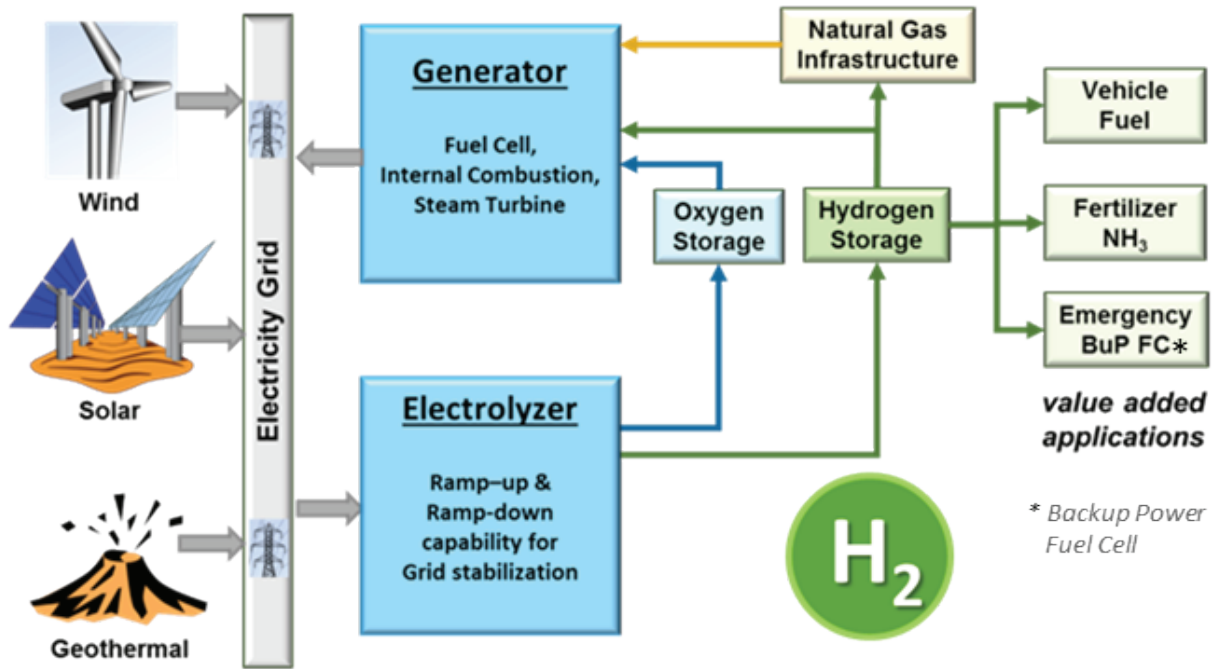 Wind
Solar
Geothermal
Electricity Grid
Generator
Fuel Cell,
Internal Combustion,
Steam Turbine
Electrolyzer
Ramp–up &
Ramp-down
capability for
Grid stabilization
Natural Gas
Infrastructure
Oxygen
Storage
Hydrogen
Storage
Vehicle
Fuel
Fertilizer
NH₃
Emergency
BuP FC*
value added
applications
* Backup Power
Fuel Cell
H₂